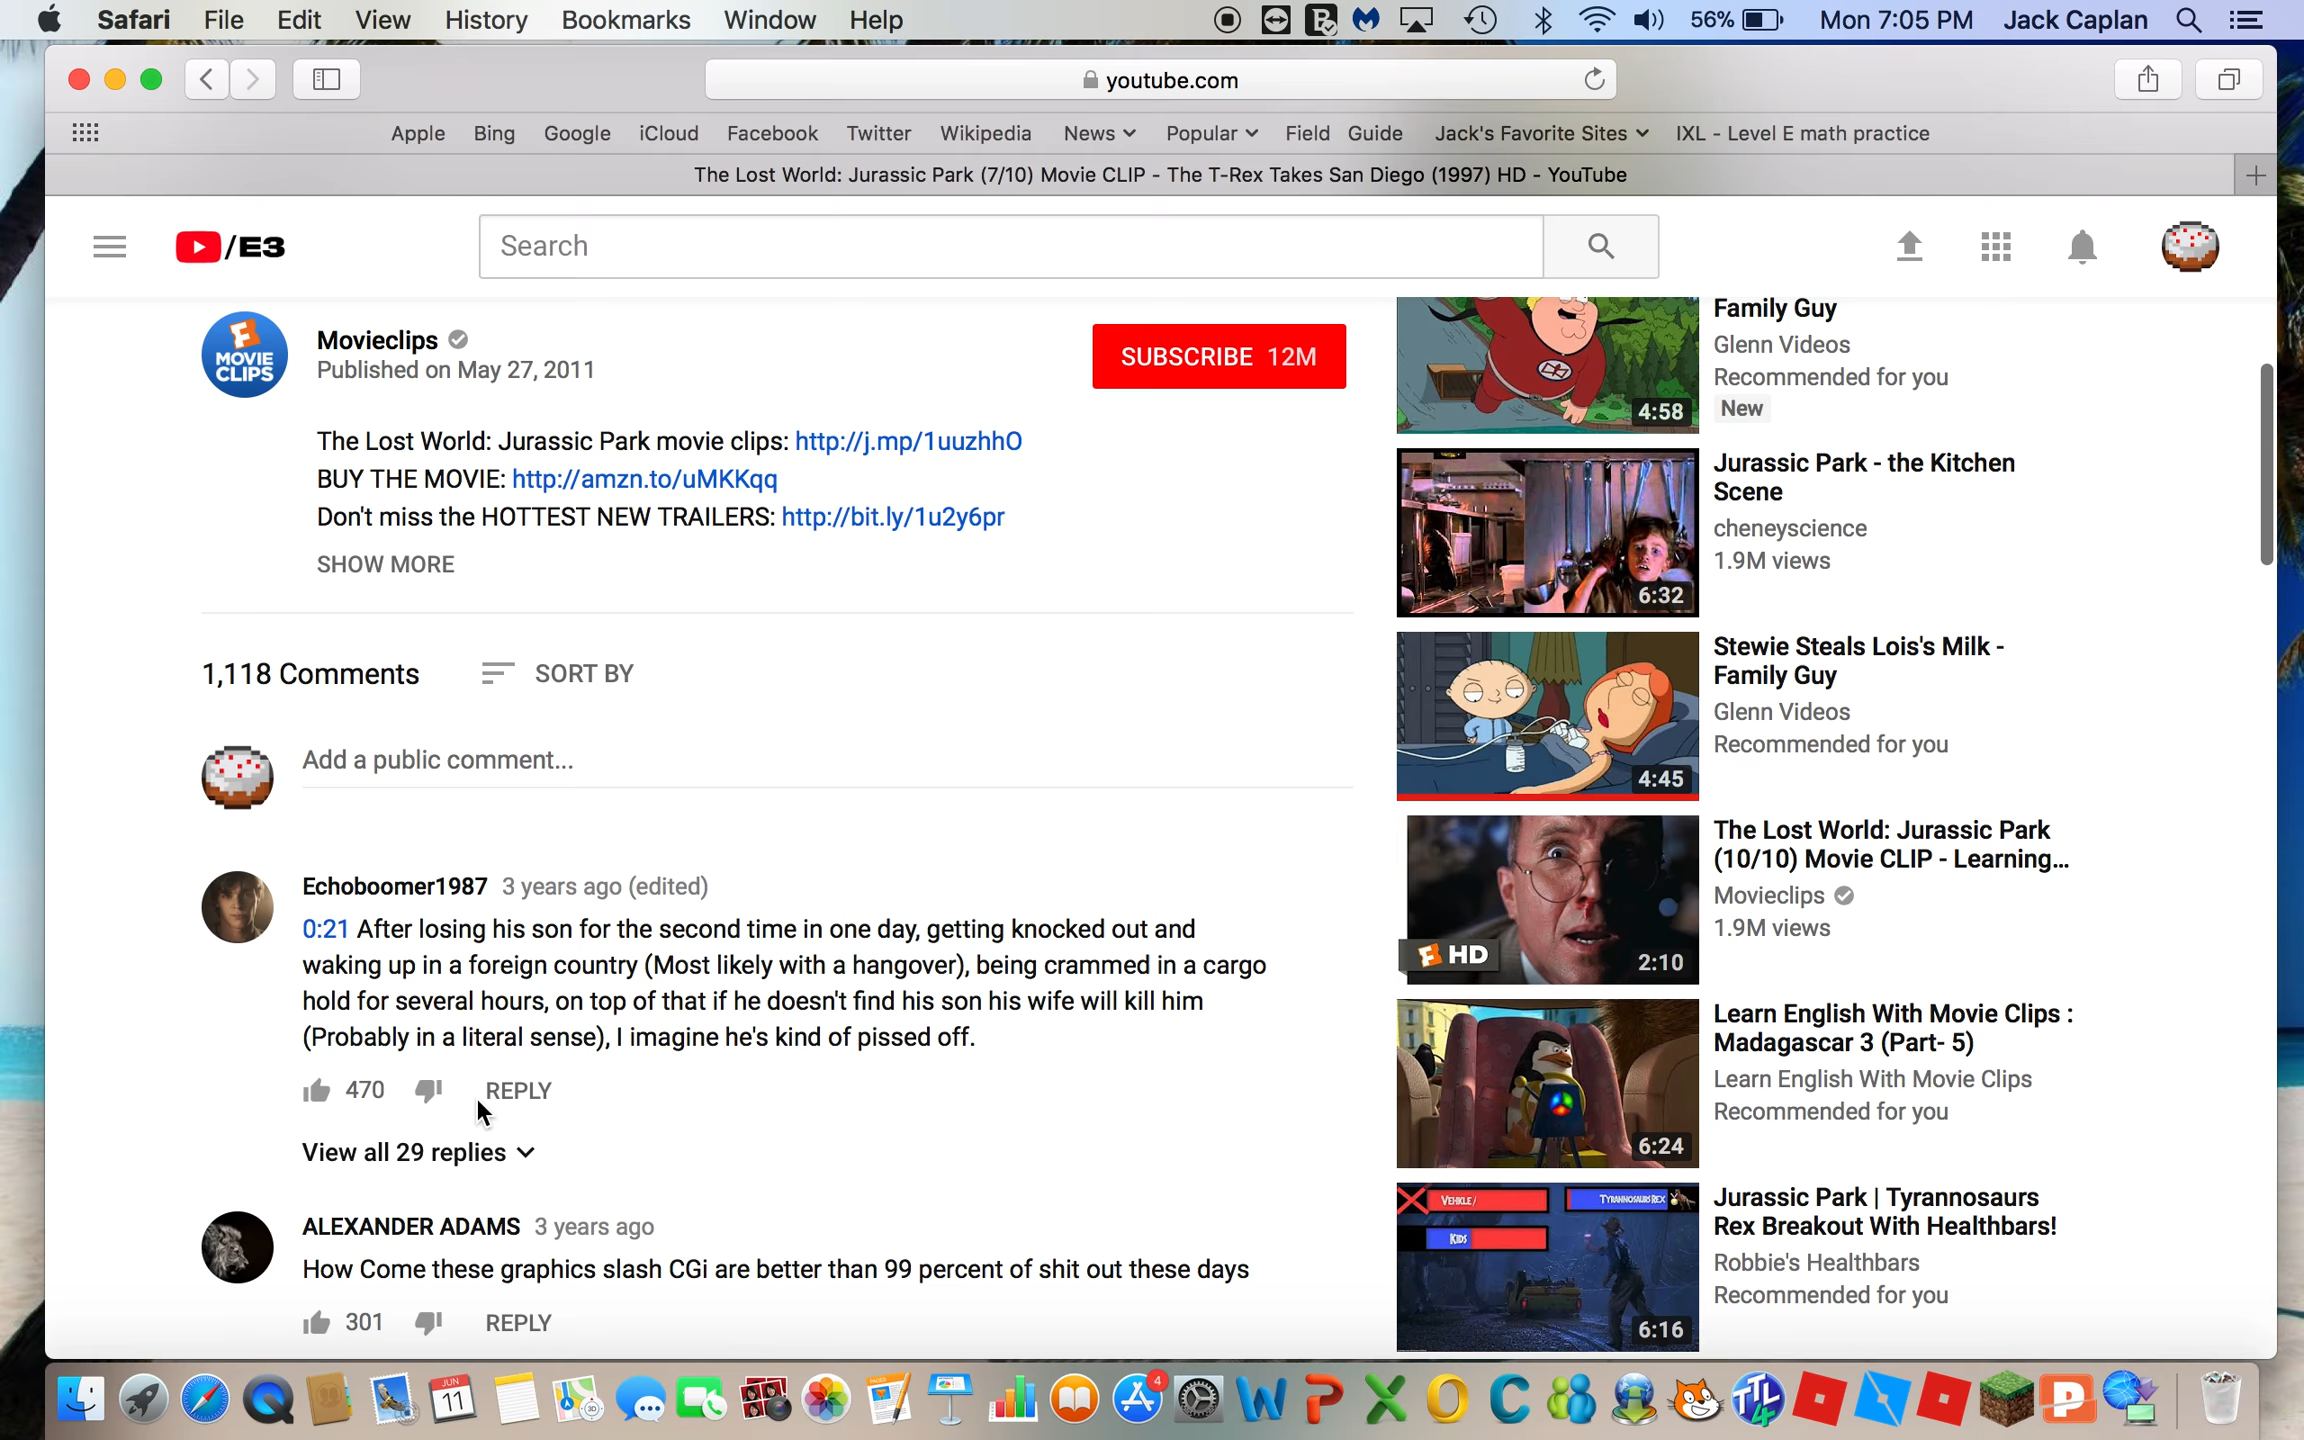 Safari File Edit View History Bookmarks Window Help 56% Mon 7:05 PM Jack Caplan
youtube.com
Apple Bing Google iCloud Facebook Twitter Wikipedia News Popular Field Guide Jack's Favorite Sites IXL - Level E math practice
The Lost World: Jurassic Park (7/10) Movie CLIP - The T-Rex Takes San Diego (1997) HD - YouTube
/E3 Search
MOVIE
CLIPS
Movieclips
Published on May 27, 2011
SUBSCRIBE 12M
The Lost World: Jurassic Park movie clips: http://j.mp/1uuzhhO
BUY THE MOVIE: http://amzn.to/uMKKqq
Don't miss the HOTTEST NEW TRAILERS: http://bit.ly/1u2y6pr
SHOW MORE
1,118 Comments SORT BY
Add a public comment...
Echoboomer1987 3 years ago (edited)
0:21 After losing his son for the second time in one day, getting knocked out and
waking up in a foreign country (Most likely with a hangover), being crammed in a cargo
hold for several hours, on top of that if he doesn't find his son his wife will kill him
(Probably in a literal sense), I imagine he's kind of pissed off.
470 REPLY
View all 29 replies
ALEXANDER ADAMS 3 years ago
How Come these graphics slash CGi are better than 99 percent of shit out these days
301 REPLY
Family Guy
Glenn Videos
Recommended for you
New
4:58
Jurassic Park - the Kitchen
Scene
cheneyscience
1.9M views
6:32
Stewie Steals Lois's Milk -
Family Guy
Glenn Videos
Recommended for you
4:45
The Lost World: Jurassic Park
(10/10) Movie CLIP - Learning...
Movieclips
1.9M views
HD
2:10
Learn English With Movie Clips :
Madagascar 3 (Part- 5)
Learn English With Movie Clips
Recommended for you
6:24
VEHICLE /
TYRANNOSAURUS REX
KIDS
Jurassic Park | Tyrannosaurs
Rex Breakout With Healthbars!
Robbie's Healthbars
Recommended for you
6:16
JUN
11
3D
4
TTL
4